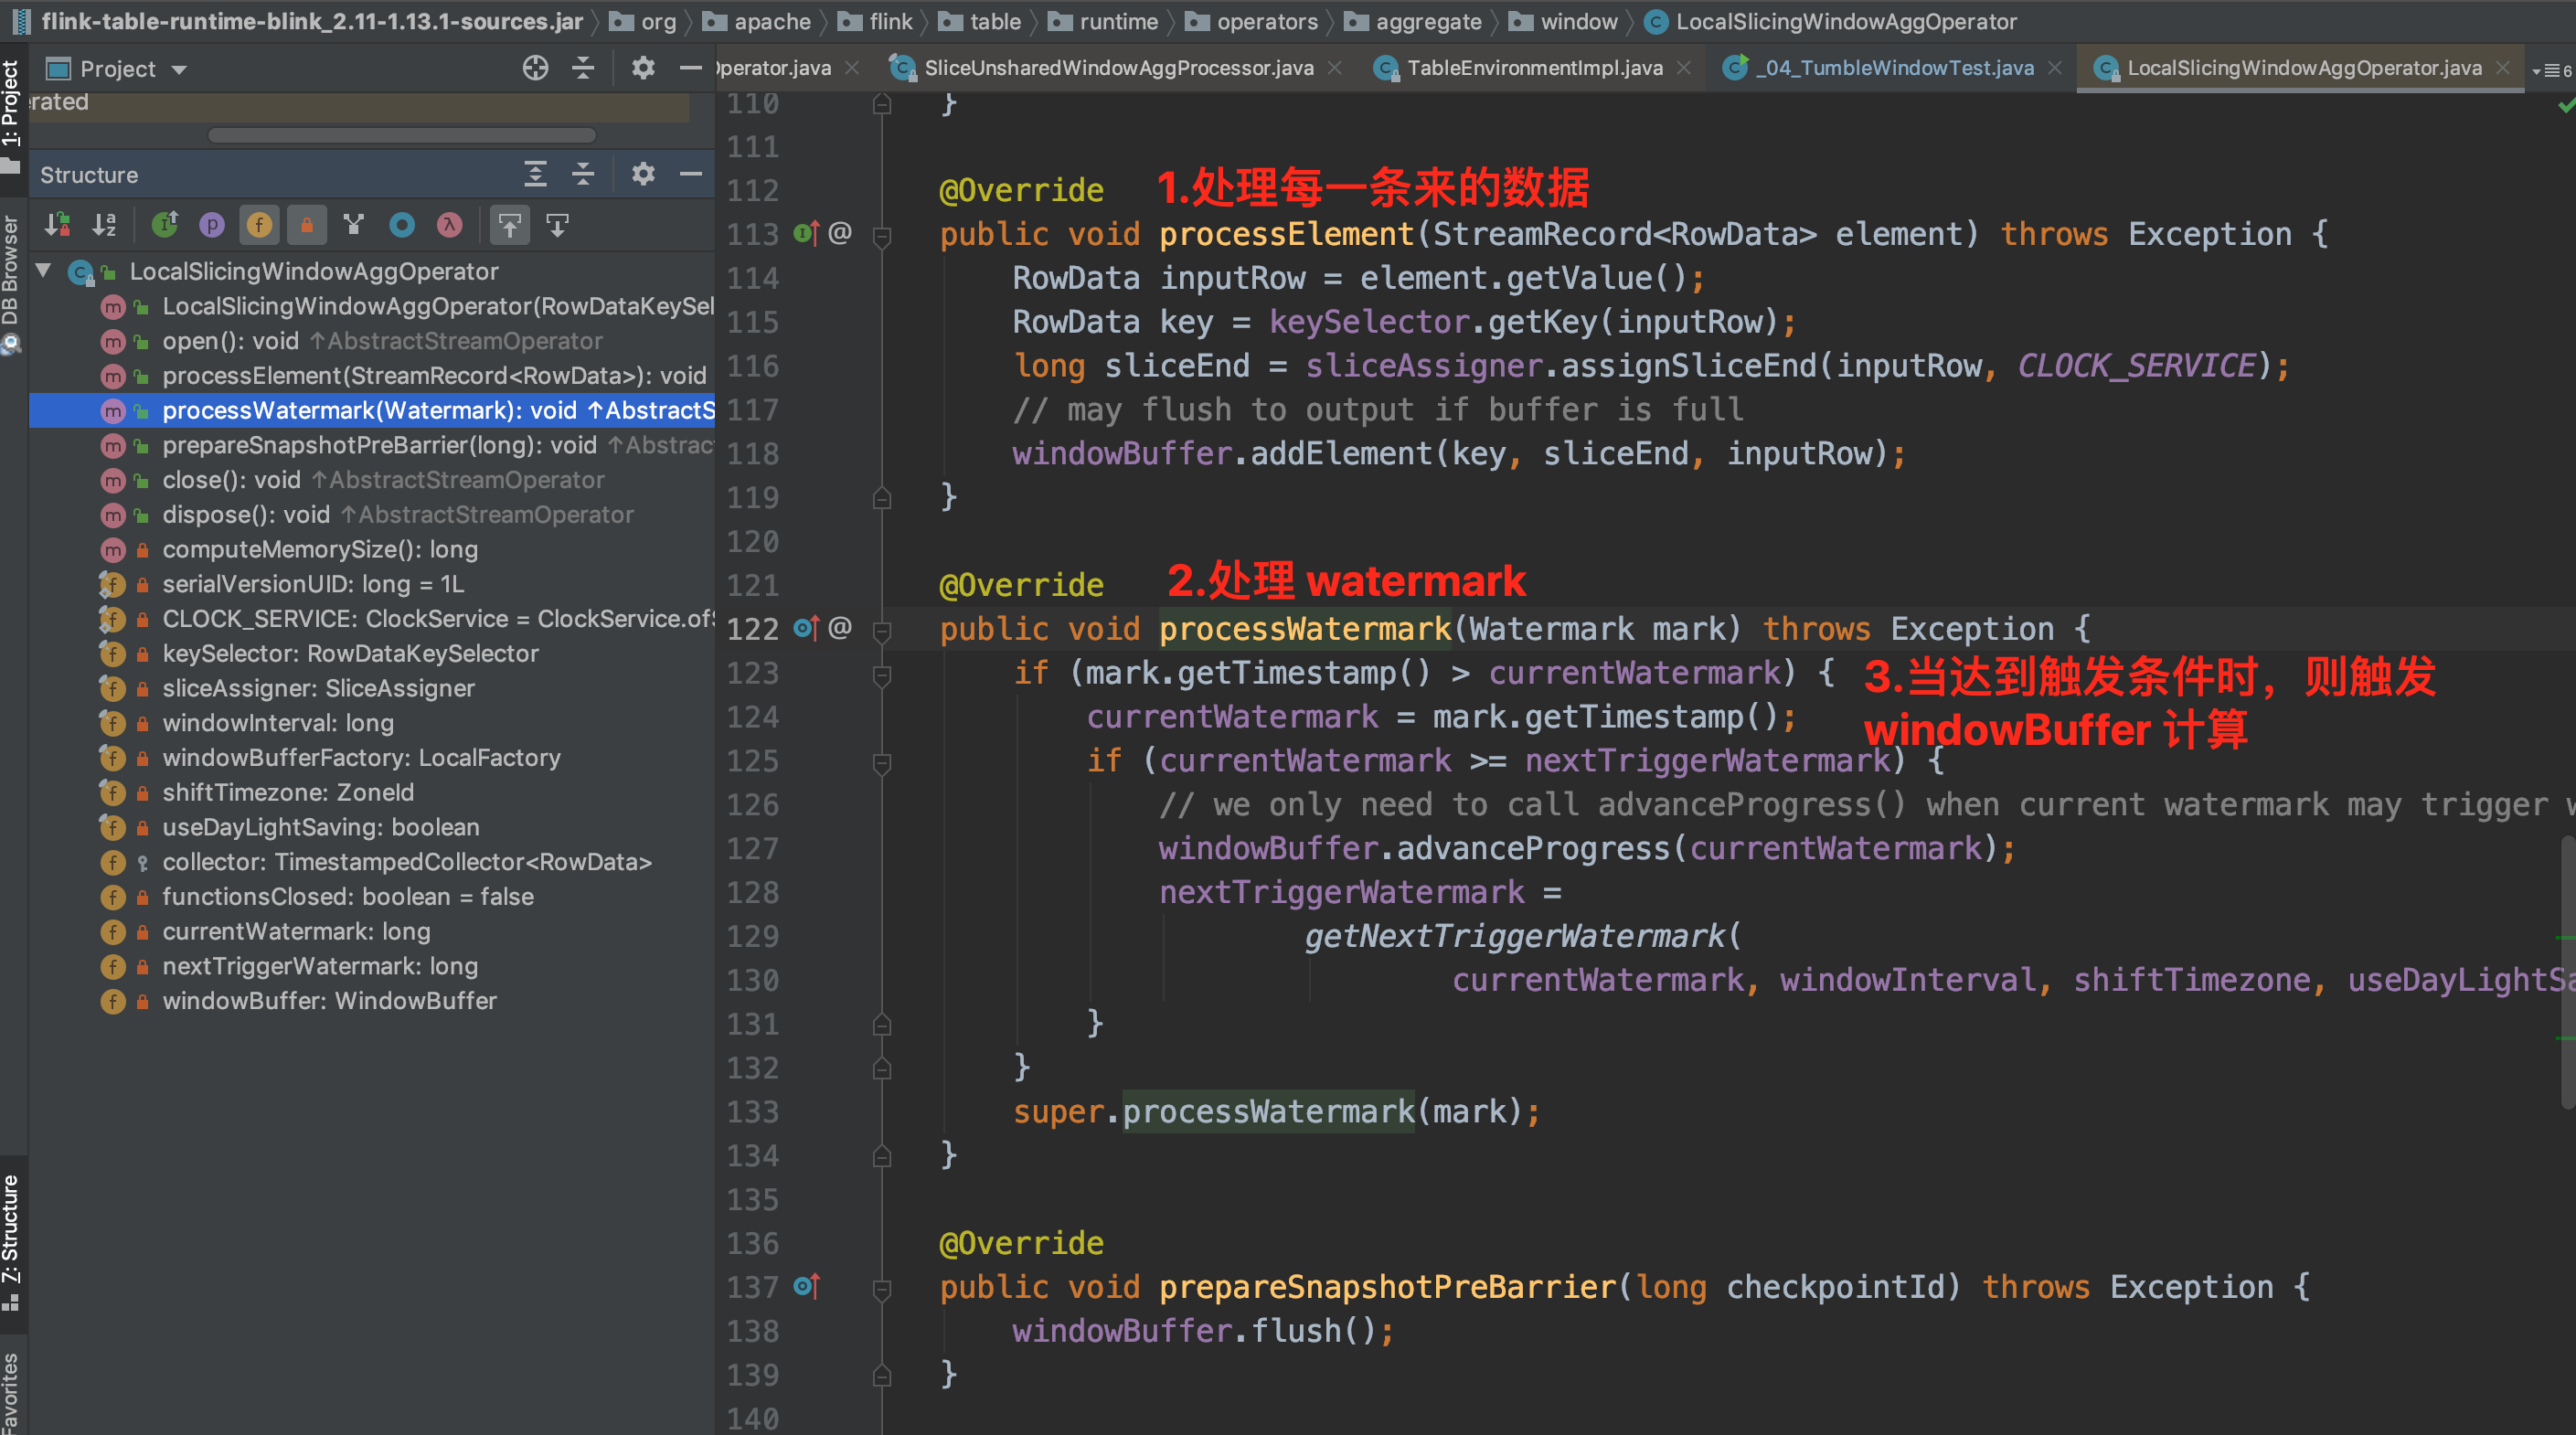 flink-table-runtime-blink_2.11-1.13.1-sources.jar org apache flink table runtime operators aggregate window LocalSlicingWindowAggOperator
Project
Operator.java SliceUnsharedWindowAggProcessor.java TableEnvironmentImpl.java _04_TumbleWindowTest.java LocalSlicingWindowAggOperator.java 6
erated
1: Project
DB Browser
Z: Structure
Favorites
Structure
LocalSlicingWindowAggOperator
LocalSlicingWindowAggOperator(RowDataKeySel
open(): void ↑AbstractStreamOperator
processElement(StreamRecord<RowData>): void
processWatermark(Watermark): void ↑AbstractS
prepareSnapshotPreBarrier(long): void ↑Abstrac
close(): void ↑AbstractStreamOperator
dispose(): void ↑AbstractStreamOperator
computeMemorySize(): long
serialVersionUID: long = 1L
CLOCK_SERVICE: ClockService = ClockService.ofS
keySelector: RowDataKeySelector
sliceAssigner: SliceAssigner
windowInterval: long
windowBufferFactory: LocalFactory
shiftTimezone: ZoneId
useDayLightSaving: boolean
collector: TimestampedCollector<RowData>
functionsClosed: boolean = false
currentWatermark: long
nextTriggerWatermark: long
windowBuffer: WindowBuffer
110 }
111
112 @Override 1.处理每一条来的数据
113 public void processElement(StreamRecord<RowData> element) throws Exception {
114 RowData inputRow = element.getValue();
115 RowData key = keySelector.getKey(inputRow);
116 long sliceEnd = sliceAssigner.assignSliceEnd(inputRow, CLOCK_SERVICE);
117 // may flush to output if buffer is full
118 windowBuffer.addElement(key, sliceEnd, inputRow);
119 }
120
121 @Override 2.处理 watermark
122 public void processWatermark(Watermark mark) throws Exception {
123 if (mark.getTimestamp() > currentWatermark) { 3.当达到触发条件时，则触发
124 currentWatermark = mark.getTimestamp(); windowBuffer 计算
125 if (currentWatermark >= nextTriggerWatermark) {
126 // we only need to call advanceProgress() when current watermark may trigger w
127 windowBuffer.advanceProgress(currentWatermark);
128 nextTriggerWatermark =
129 getNextTriggerWatermark(
130 currentWatermark, windowInterval, shiftTimezone, useDayLightSa
131 }
132 }
133 super.processWatermark(mark);
134 }
135
136 @Override
137 public void prepareSnapshotPreBarrier(long checkpointId) throws Exception {
138 windowBuffer.flush();
139 }
140